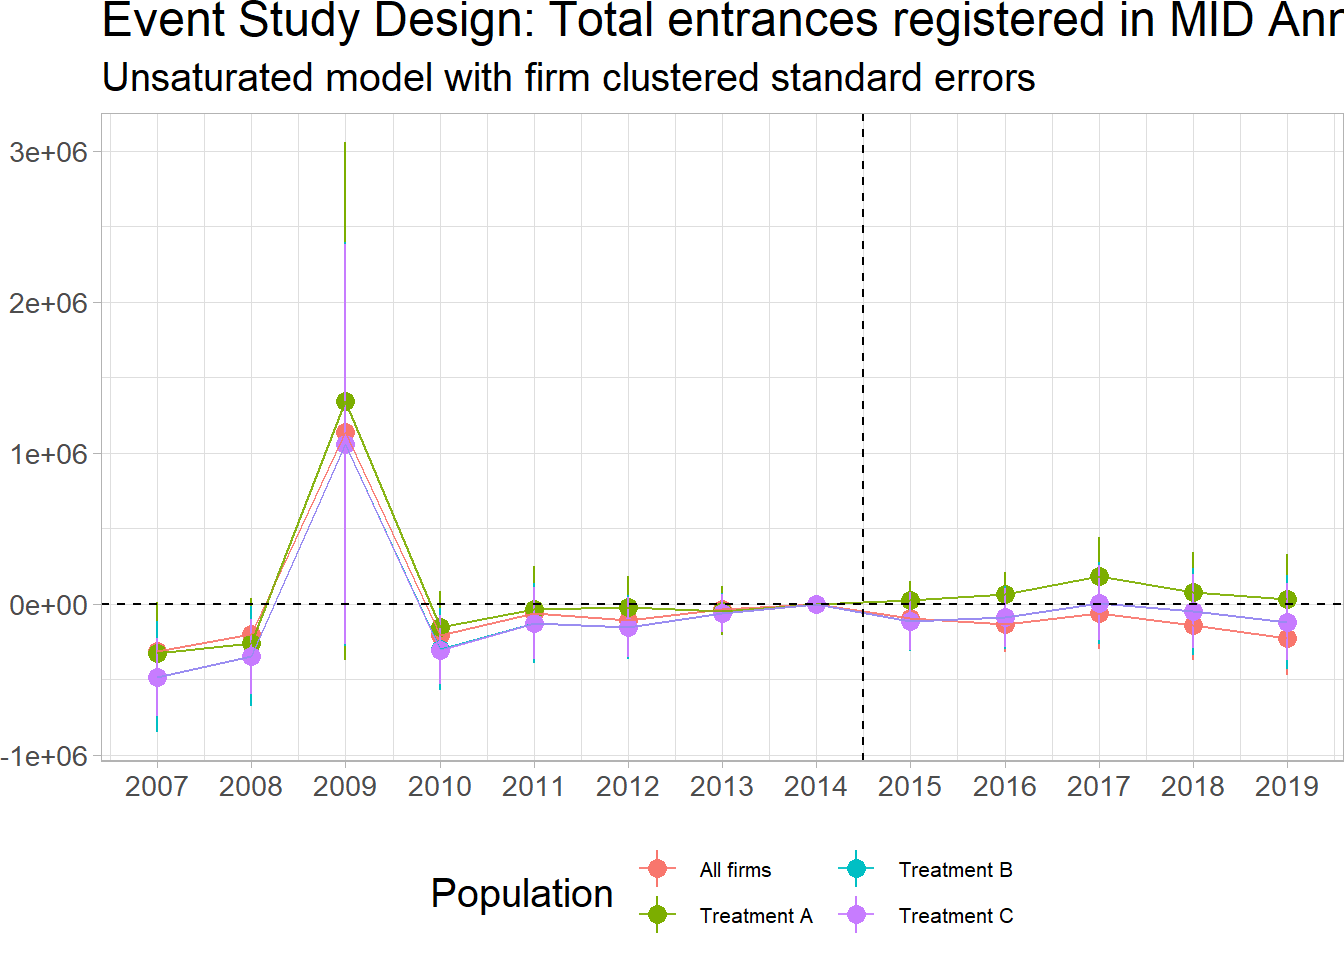 Event Study Design: Total entrances registered in MID Ann
Unsaturated model with firm clustered standard errors
3e+06
2e+06
1e+06
0e+00
-1e+06
2007 2008 2009 2010 2011 2012 2013 2014 2015 2016 2017 2018 2019
Population
All firms Treatment B
Treatment A Treatment C